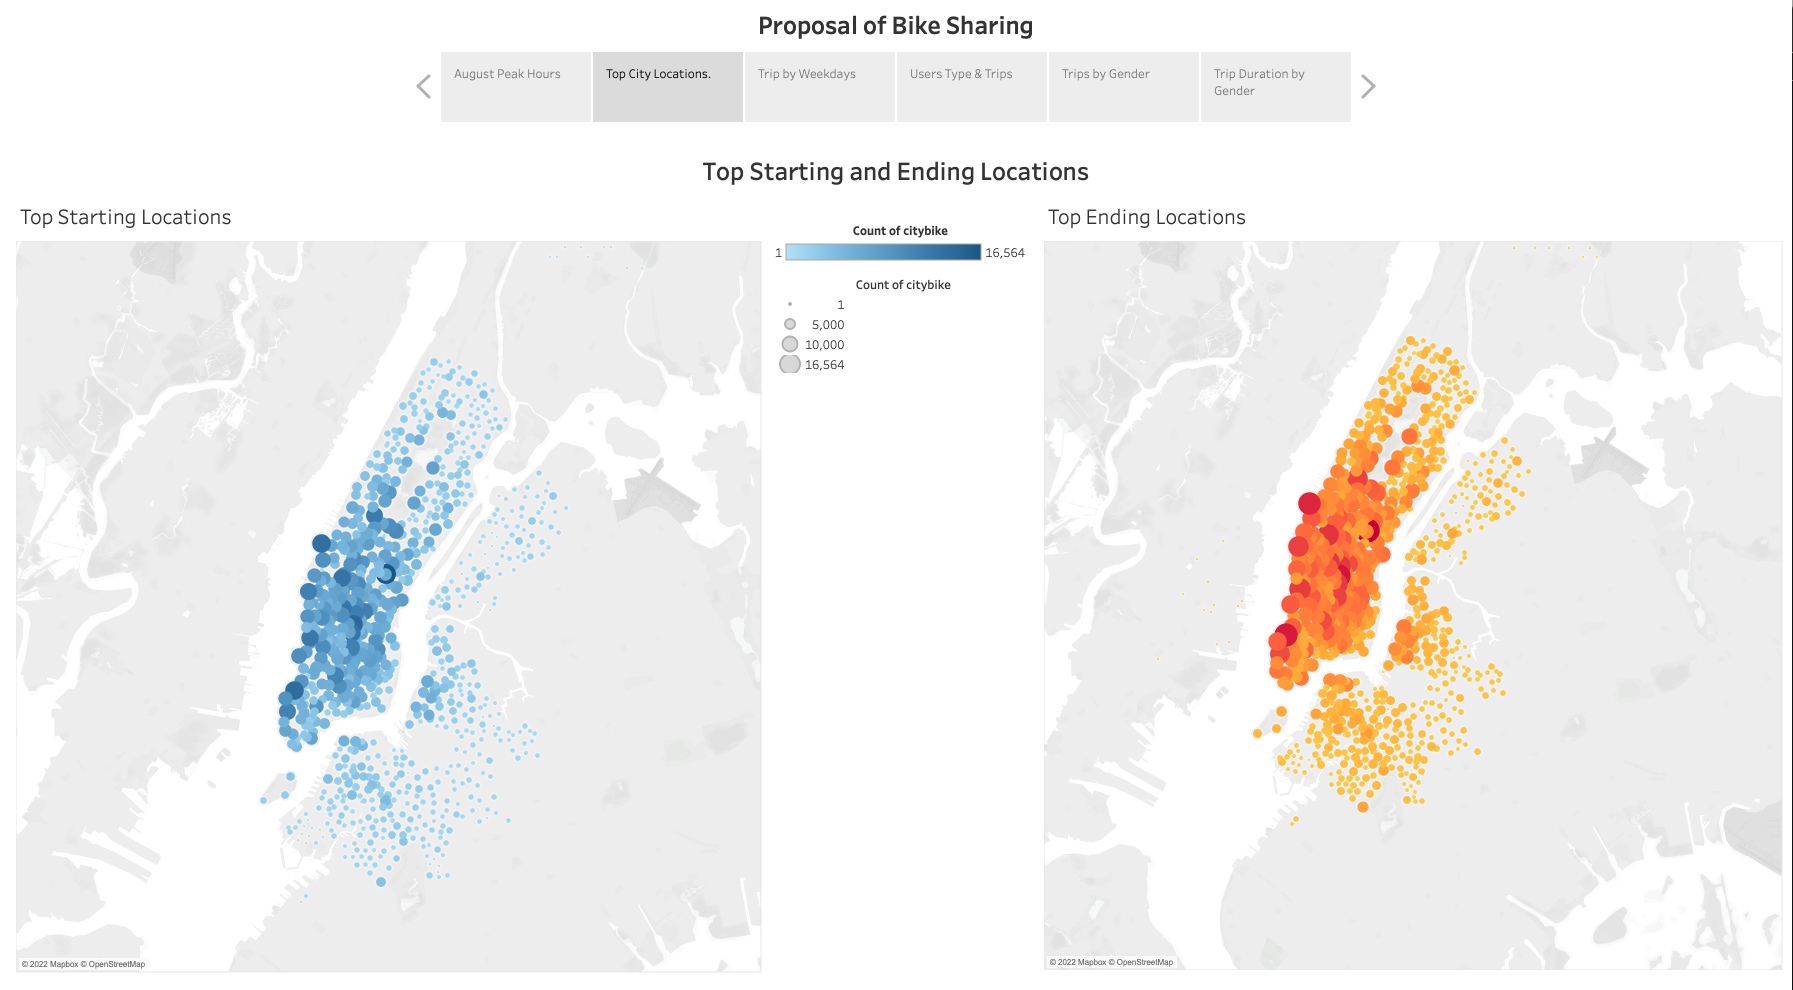 Proposal of Bike Sharing
August Peak Hours
Top City Locations.
Trip by Weekdays
Users Type & Trips
Trips by Gender
Trip Duration by
Gender
Top Starting and Ending Locations
Top Starting Locations
Count of citybike
1
16,564
Count of citybike
1
5,000
10,000
16,564
Top Ending Locations
© 2022 Mapbox © OpenStreetMap
© 2022 Mapbox © OpenStreetMap